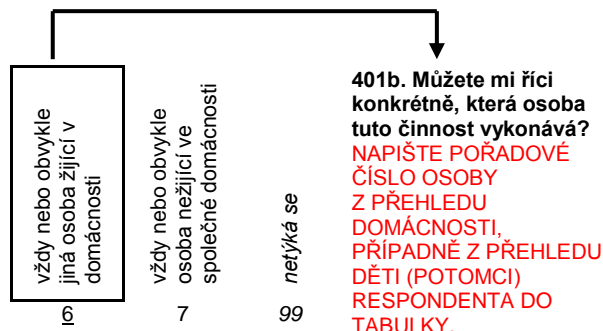 vždy nebo obvykle
jiná osoba žijící v
domácnosti
6
vždy nebo obvykle
osoba nežijící ve
společné domácnosti
7
netýká se
99
401b. Můžete mi říci
konkrétně, která osoba
tuto činnost vykonává?
NAPIŠTE POŘADOVÉ
ČÍSLO OSOBY
Z PŘEHLEDU
DOMÁCNOSTI,
PŘÍPADNĚ Z PŘEHLEDU
DĚTI (POTOMCI)
RESPONDENTA DO
TABULKY.